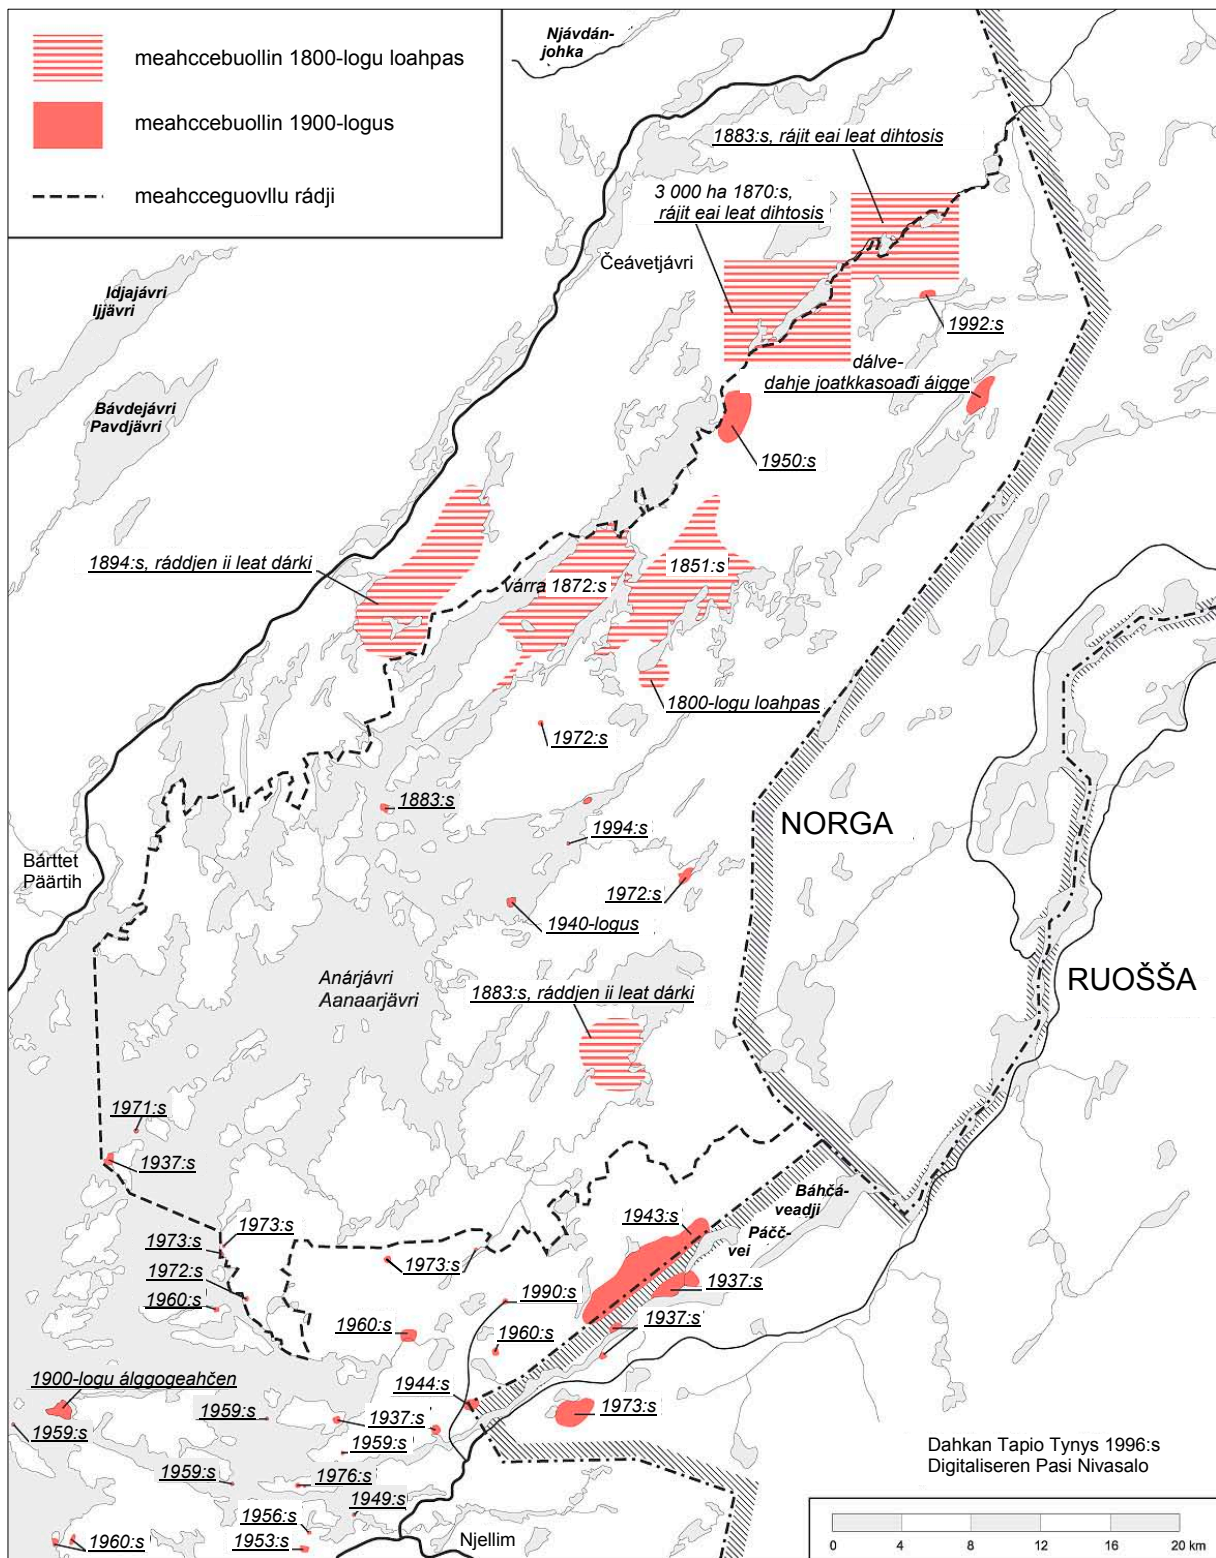 meahccebuollin 1800-logu loahpas
meahccebuollin 1900-logus
meahcceguovllu rádji
Njávdán-
johka
1883:s, rájit eai leat dihtosis
3 000 ha 1870:s,
rájit eai leat dihtosis
Čeávetjávri
Idjajávri
Ijjävri
1992:s
dálve-
dahje joatkkasoađi áigge
Bávdejávri
Pavdjävri
1950:s
1894:s, ráddjen ii leat dárki
1851:s
várra 1872:s
1800-logu loahpas
1972:s
1883:s
1994:s
NORGA
Bárttet
Päärtih
1972:s
1940-logus
Anárjávri
Aanaarjävri
1883:s, ráddjen ii leat dárki
RUOŠŠA
1971:s
1937:s
Báhčá-
veadji
1943:s
Páčč-
vei
1973:s
1973:s
1973:s
1972:s
1937:s
1990:s
1960:s
1937:s
1960:s
1960:s
1900-logu álggogeahčen
1944:s
1959:s
1937:s
1973:s
1959:s
1959:s
1959:s
1976:s
1949:s
1956:s
1953:s
1960:s
Njellim
Dahkan Tapio Tynys 1996:s
Digitaliseren Pasi Nivasalo
0 4 8 12 16 20 km